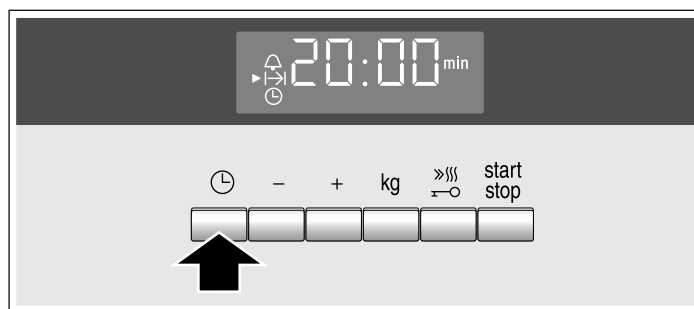 20:00 min
− + kg start
stop